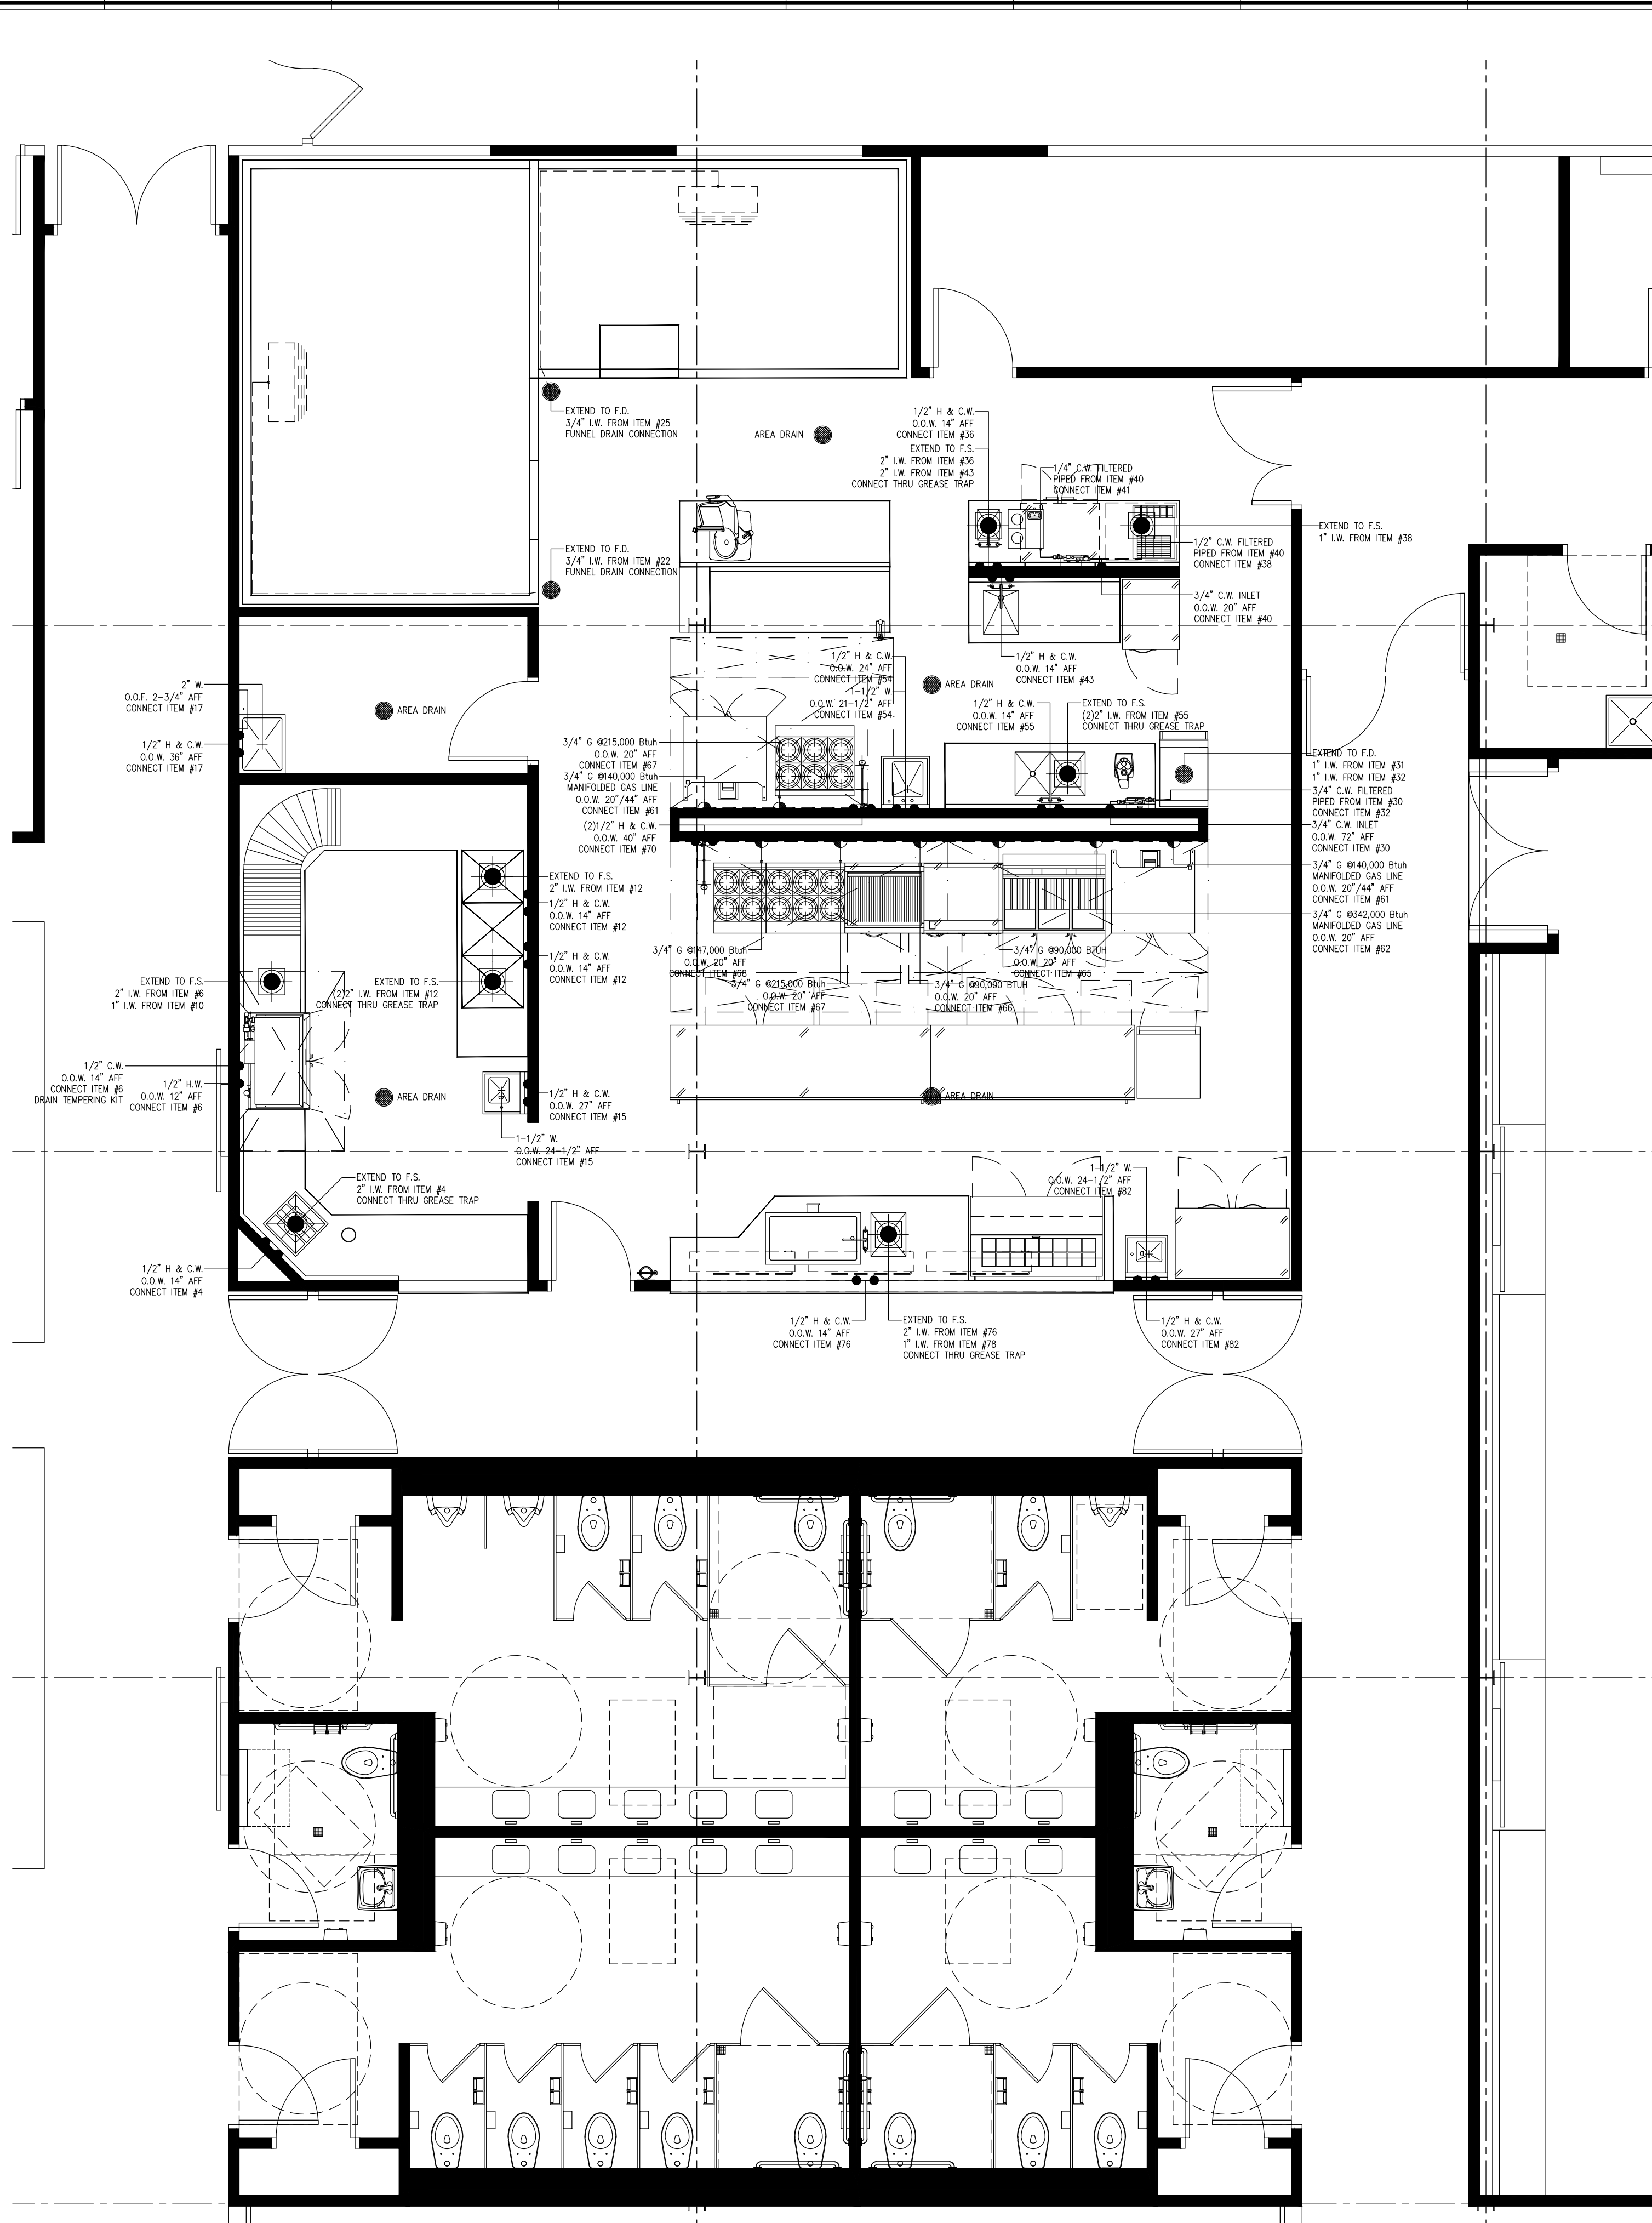 EXTEND TO F.D.
3/4" I.W. FROM ITEM #25
FUNNEL DRAIN CONNECTION
AREA DRAIN
1/2" H & C.W.
O.O.W. 14" AFF
CONNECT ITEM #36
EXTEND TO F.S.
2" I.W. FROM ITEM #36
2" I.W. FROM ITEM #43
CONNECT THRU GREASE TRAP
1/4" C.W. FILTERED
PIPED FROM ITEM #40
CONNECT ITEM #41
EXTEND TO F.S.
1" I.W. FROM ITEM #38
1/2" C.W. FILTERED
PIPED FROM ITEM #40
CONNECT ITEM #38
EXTEND TO F.D.
3/4" I.W. FROM ITEM #22
FUNNEL DRAIN CONNECTION
3/4" C.W. INLET
O.O.W. 20" AFF
CONNECT ITEM #40
2" W.
O.O.F. 2-3/4" AFF
CONNECT ITEM #17
AREA DRAIN
1/2" H & C.W.
O.O.W. 36" AFF
CONNECT ITEM #17
1/2" H & C.W.
O.O.W. 24" AFF
CONNECT ITEM #54
1-1/2" W.
O.O.W. 21-1/2" AFF
CONNECT ITEM #54
AREA DRAIN
1/2" H & C.W.
O.O.W. 14" AFF
CONNECT ITEM #43
1/2" H & C.W.
O.O.W. 14" AFF
CONNECT ITEM #55
EXTEND TO F.S.
(2)2" I.W. FROM ITEM #55
CONNECT THRU GREASE TRAP
3/4" G @215,000 Btuh
O.O.W. 20" AFF
CONNECT ITEM #67
3/4" G @140,000 Btuh
MANIFOLDED GAS LINE
O.O.W. 20"/44" AFF
CONNECT ITEM #61
(2)1/2" H & C.W.
O.O.W. 40" AFF
CONNECT ITEM #70
EXTEND TO F.D.
1" I.W. FROM ITEM #31
1" I.W. FROM ITEM #32
3/4" C.W. FILTERED
PIPED FROM ITEM #30
CONNECT ITEM #32
3/4" C.W. INLET
O.O.W. 72" AFF
CONNECT ITEM #30
3/4" G @140,000 Btuh
MANIFOLDED GAS LINE
O.O.W. 20"/44" AFF
CONNECT ITEM #61
3/4" G @342,000 Btuh
MANIFOLDED GAS LINE
O.O.W. 20" AFF
CONNECT ITEM #62
EXTEND TO F.S.
2" I.W. FROM ITEM #12
1/2" H & C.W.
O.O.W. 14" AFF
CONNECT ITEM #12
1/2" H & C.W.
O.O.W. 14" AFF
CONNECT ITEM #12
3/4" G @147,000 Btuh
O.O.W. 20" AFF
CONNECT ITEM #68
3/4" G @90,000 BTUH
O.O.W. 20" AFF
CONNECT ITEM #65
3/4" G @215,000 Btuh
O.O.W. 20" AFF
CONNECT ITEM #67
3/4" G @90,000 BTUH
O.O.W. 20" AFF
CONNECT ITEM #66
EXTEND TO F.S.
2" I.W. FROM ITEM #6
1" I.W. FROM ITEM #10
EXTEND TO F.S.
(2)2" I.W. FROM ITEM #12
CONNECT THRU GREASE TRAP
1/2" C.W.
O.O.W. 14" AFF
CONNECT ITEM #6
DRAIN TEMPERING KIT
1/2" H.W.
O.O.W. 12" AFF
CONNECT ITEM #6
AREA DRAIN
1/2" H & C.W.
O.O.W. 27" AFF
CONNECT ITEM #15
AREA DRAIN
1-1/2" W.
O.O.W. 24-1/2" AFF
CONNECT ITEM #15
EXTEND TO F.S.
2" I.W. FROM ITEM #4
CONNECT THRU GREASE TRAP
1-1/2" W.
O.O.W. 24-1/2" AFF
CONNECT ITEM #82
1/2" H & C.W.
O.O.W. 14" AFF
CONNECT ITEM #4
1/2" H & C.W.
O.O.W. 14" AFF
CONNECT ITEM #76
EXTEND TO F.S.
2" I.W. FROM ITEM #76
1" I.W. FROM ITEM #78
CONNECT THRU GREASE TRAP
1/2" H & C.W.
O.O.W. 27" AFF
CONNECT ITEM #82